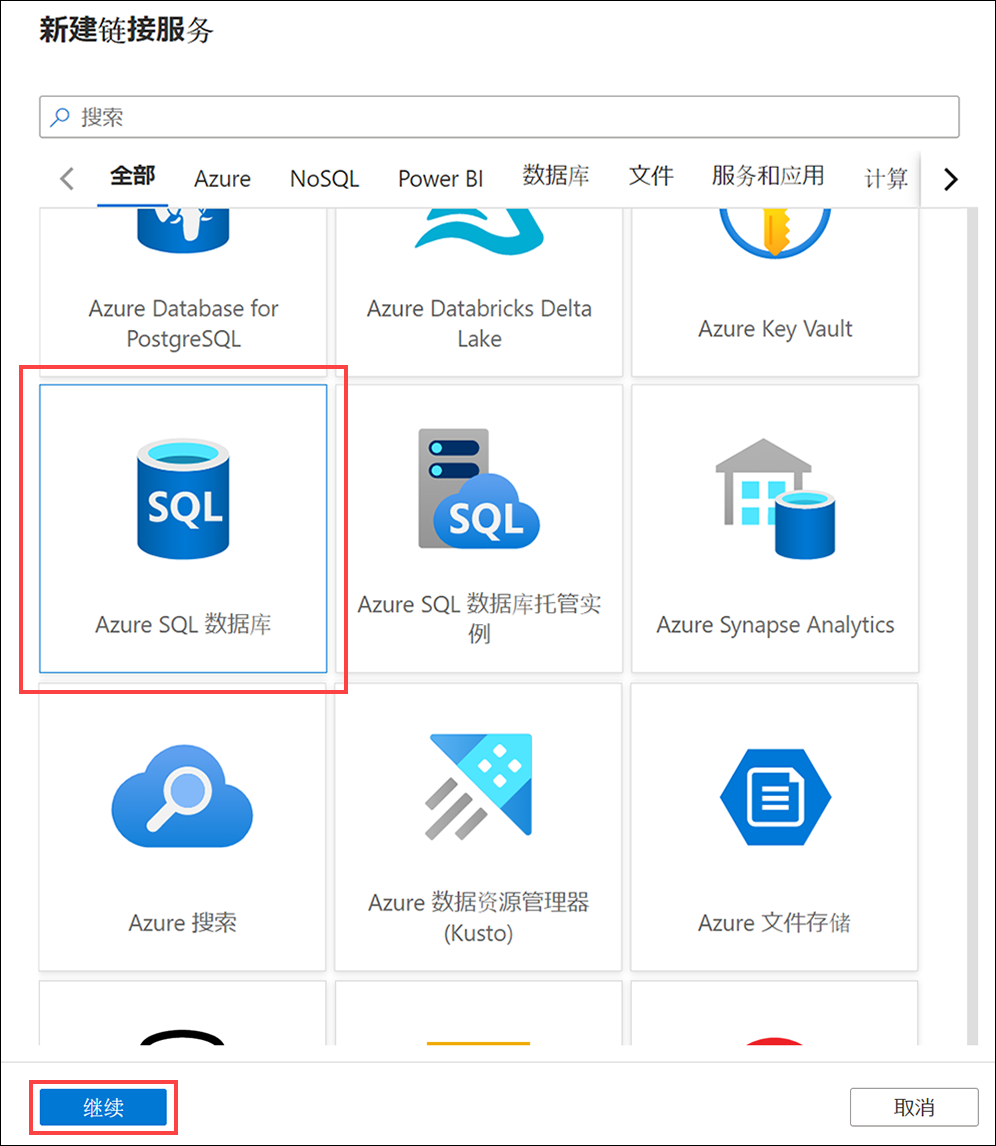 新建链接服务
搜索
全部 Azure NoSQL Power BI 数据库 文件 服务和应用 计算
Azure Database for
PostgreSQL
Azure Databricks Delta
Lake
Azure Key Vault
SQL
Azure SQL 数据库
SQL
Azure SQL 数据库托管实
例
Azure Synapse Analytics
Azure 搜索
Azure 数据资源管理器
(Kusto)
Azure 文件存储
继续
取消